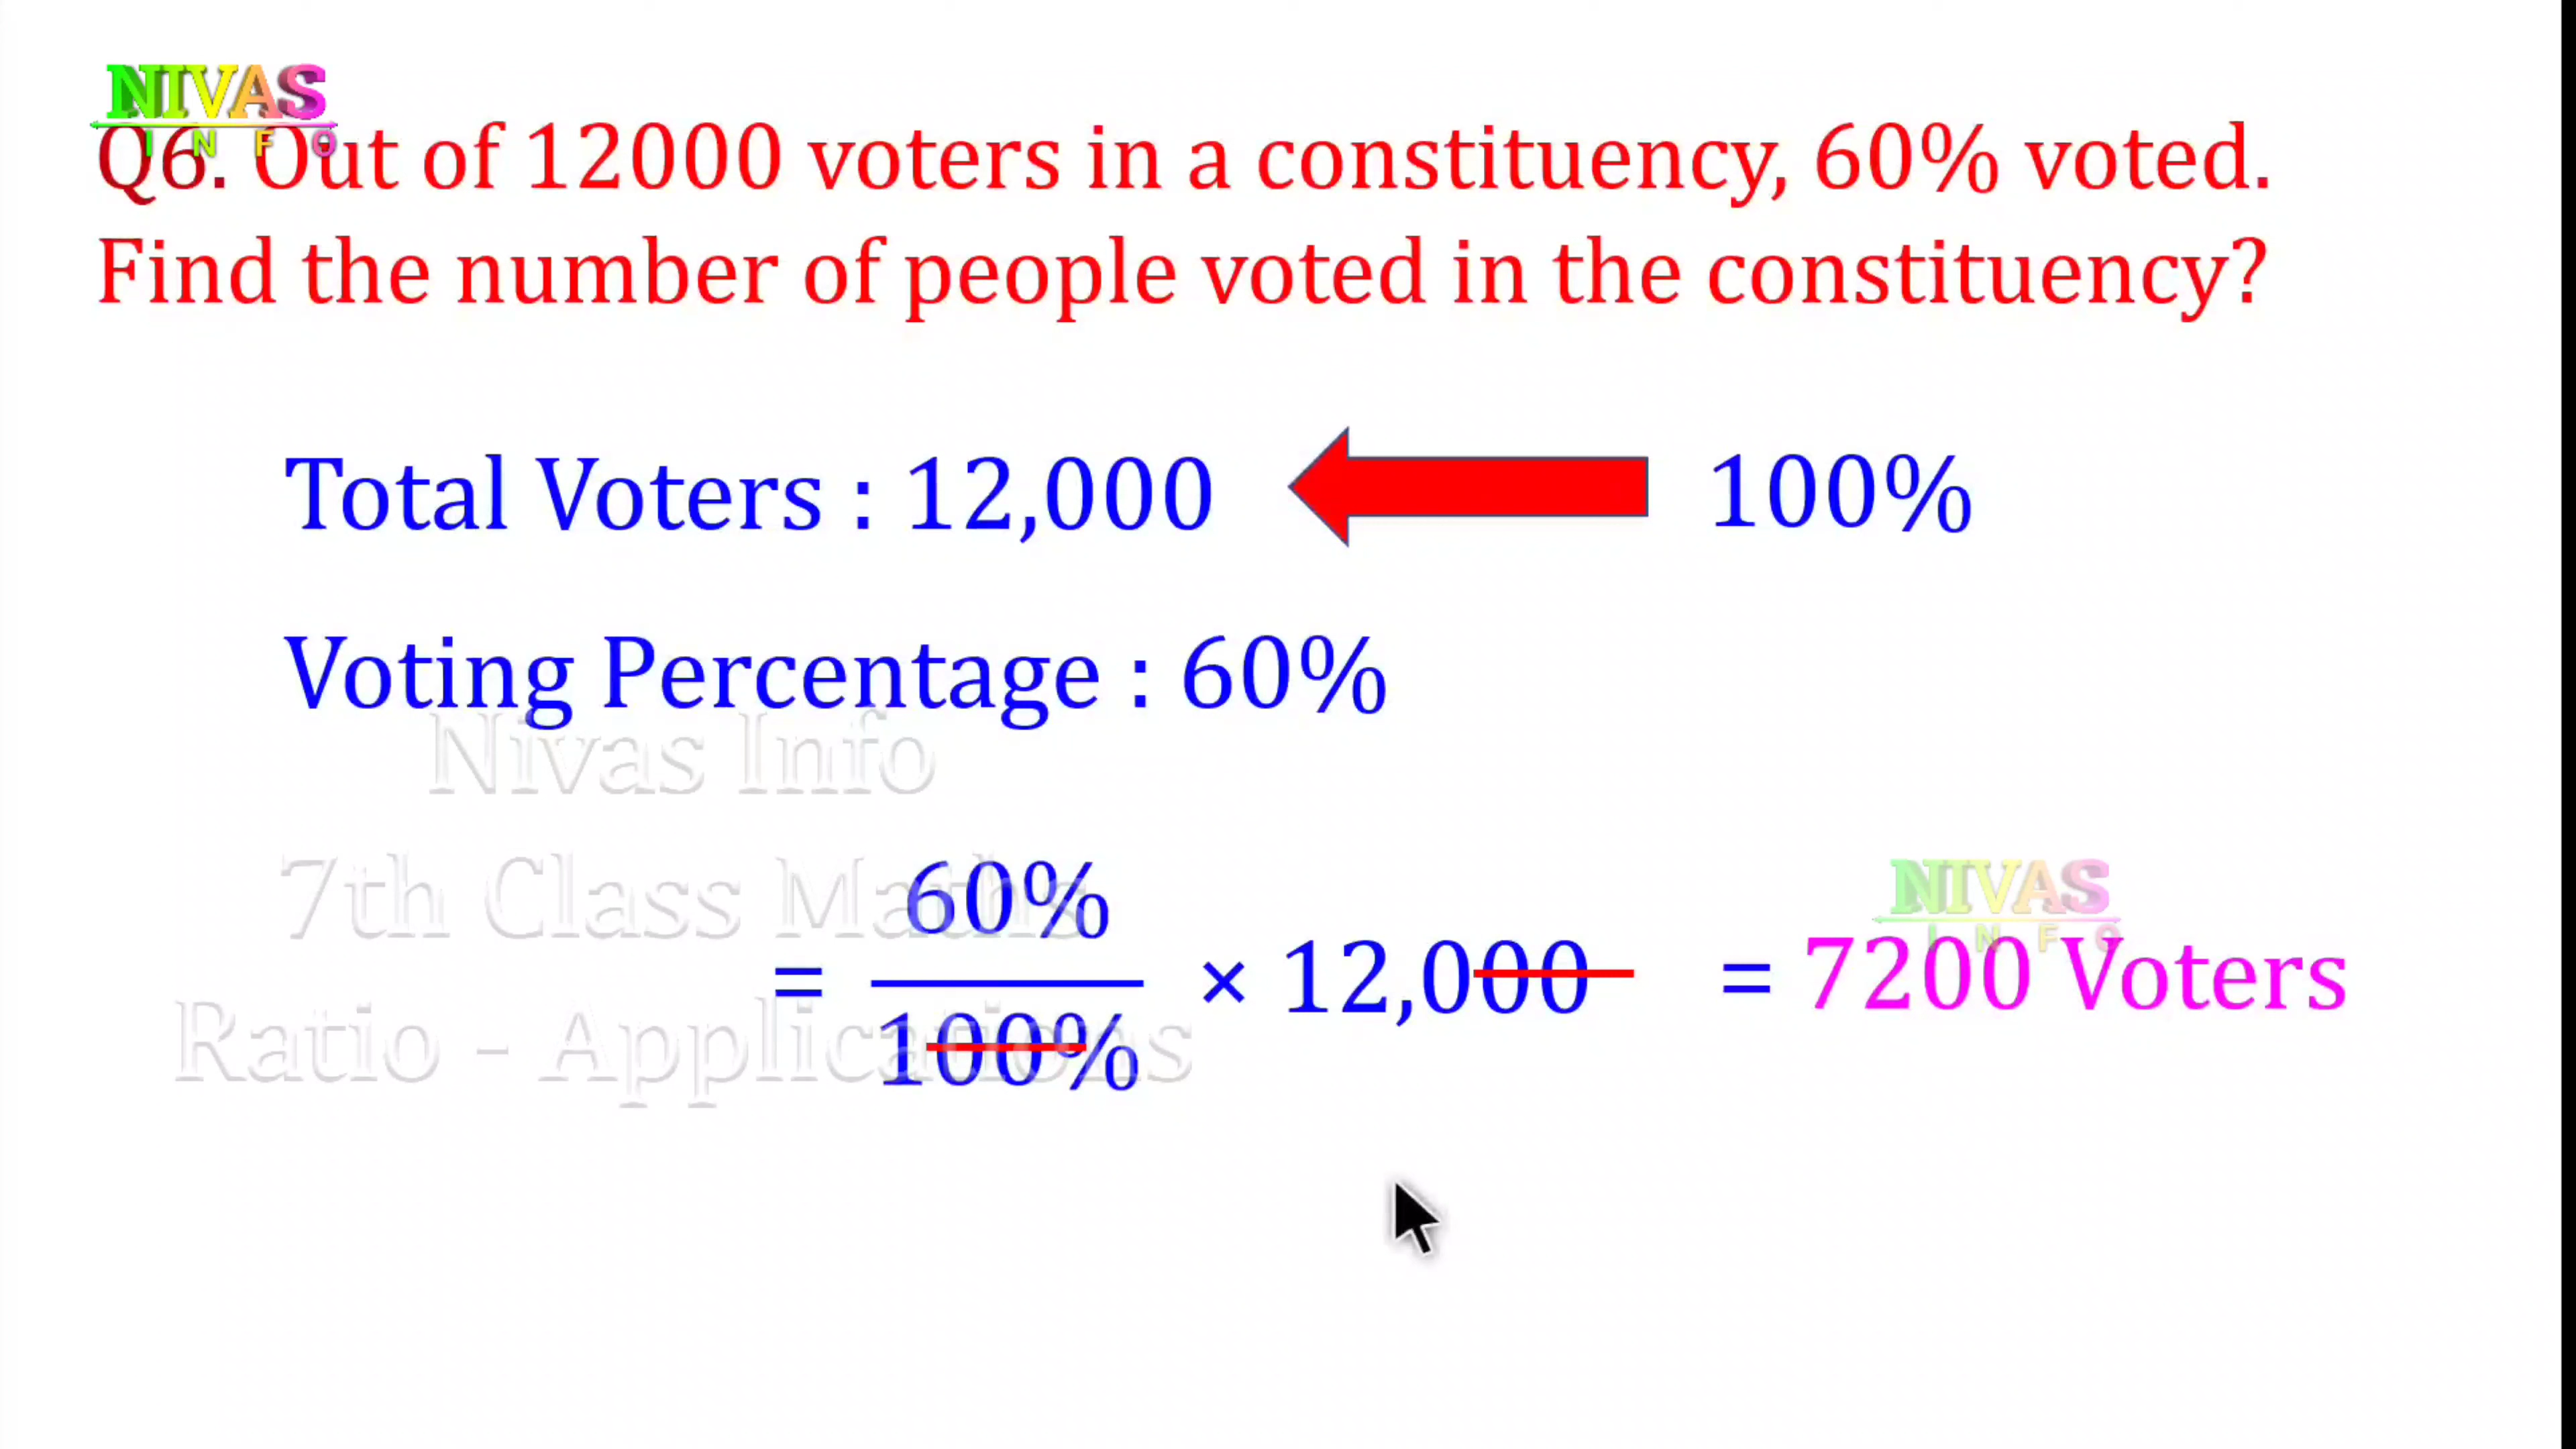 NIVAS
INFO
Q6. Out of 12000 voters in a constituency, 60% voted.
Find the number of people voted in the constituency?
Total Voters : 12,000 100%
Voting Percentage : 60%
Nivas Info
7th Class Maths
Ratio - Applications
= 60% / 100% × 12,000 = 7200 Voters
NIVAS
INFO